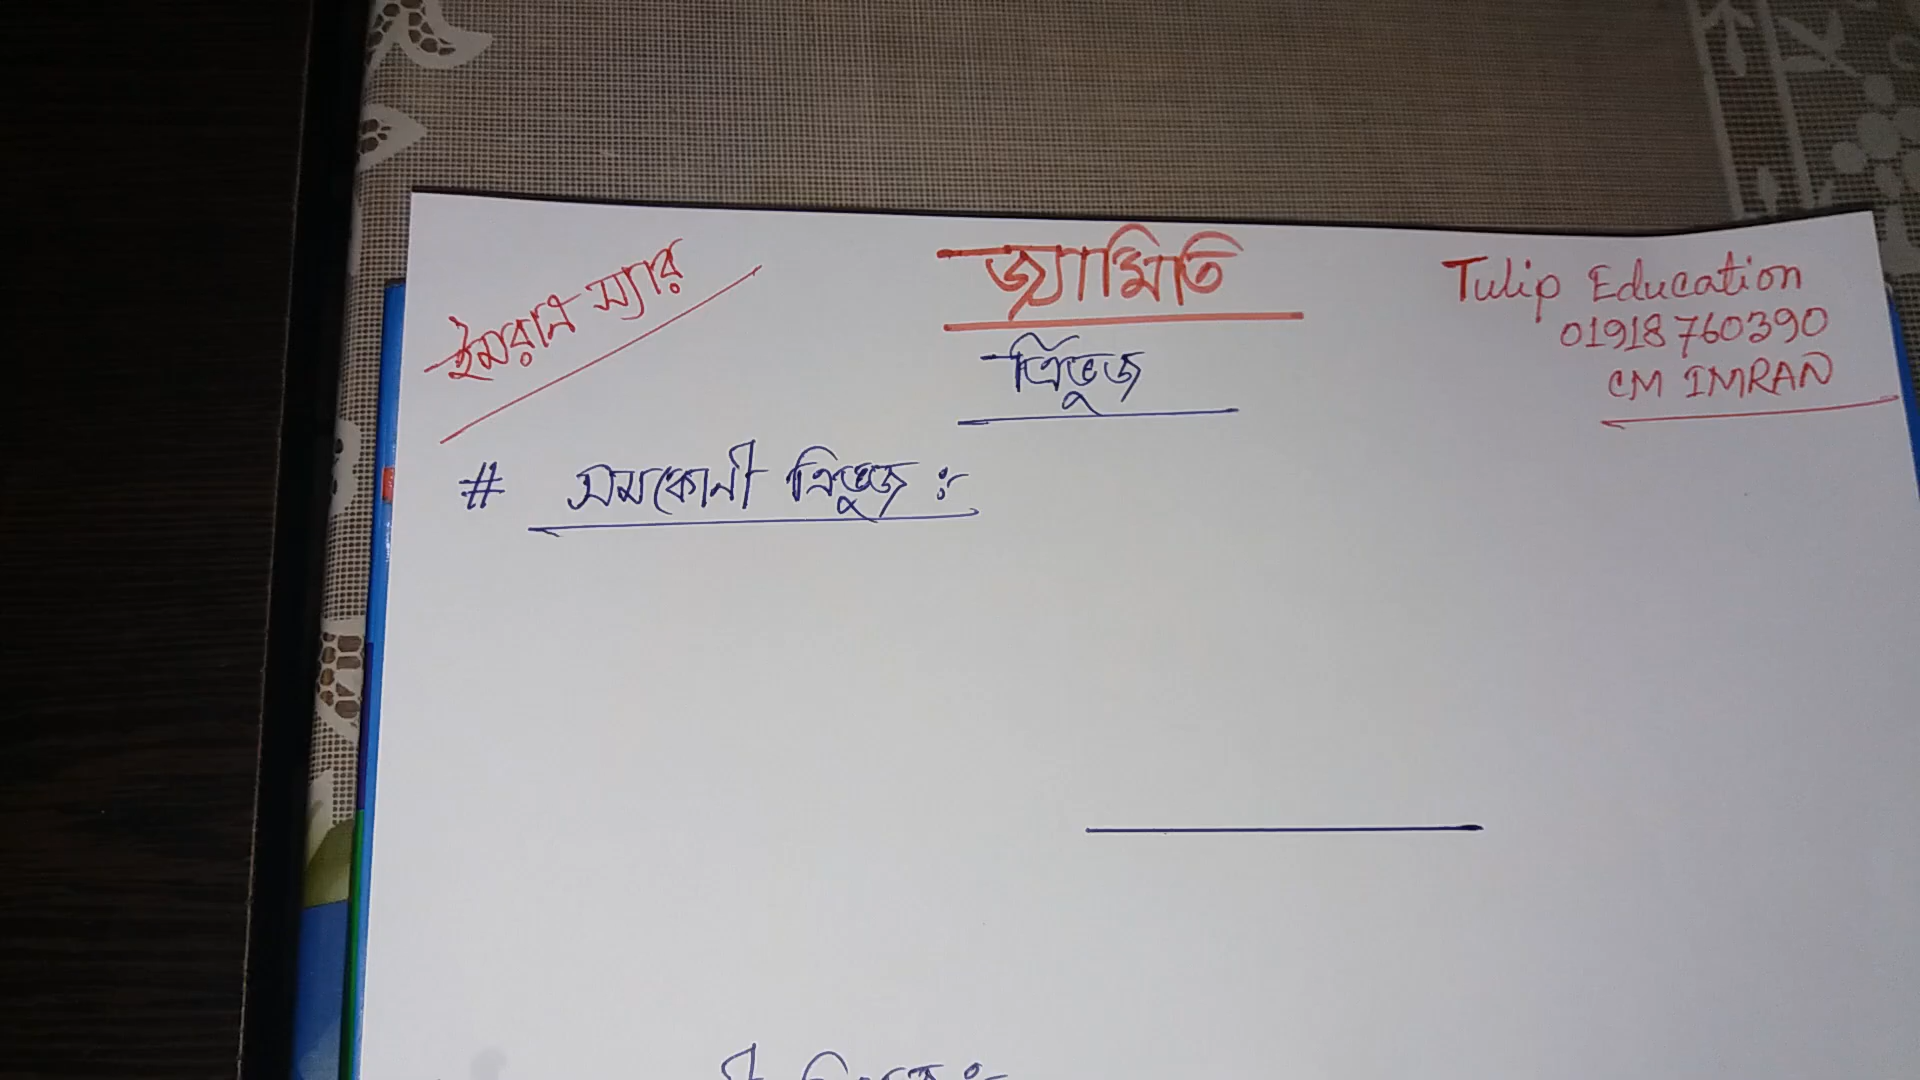 ইমরান স্যার
জ্যামিতি
ত্রিভুজ
Tulip Education
01918760390
CM IMRAN
# সমকোনী ত্রিভুজ :-